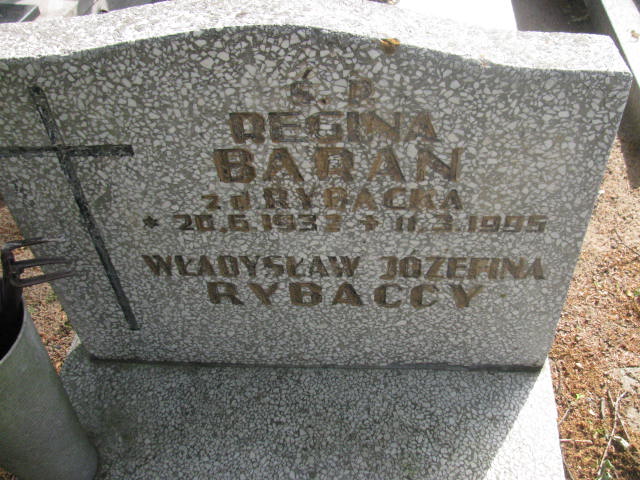 Ś.P.
REGINA
BARAN
z d RYBACKA
* 20.6.1932 + 11.3.1995
WŁADYSŁAW JÓZEFINA
RYBACCY